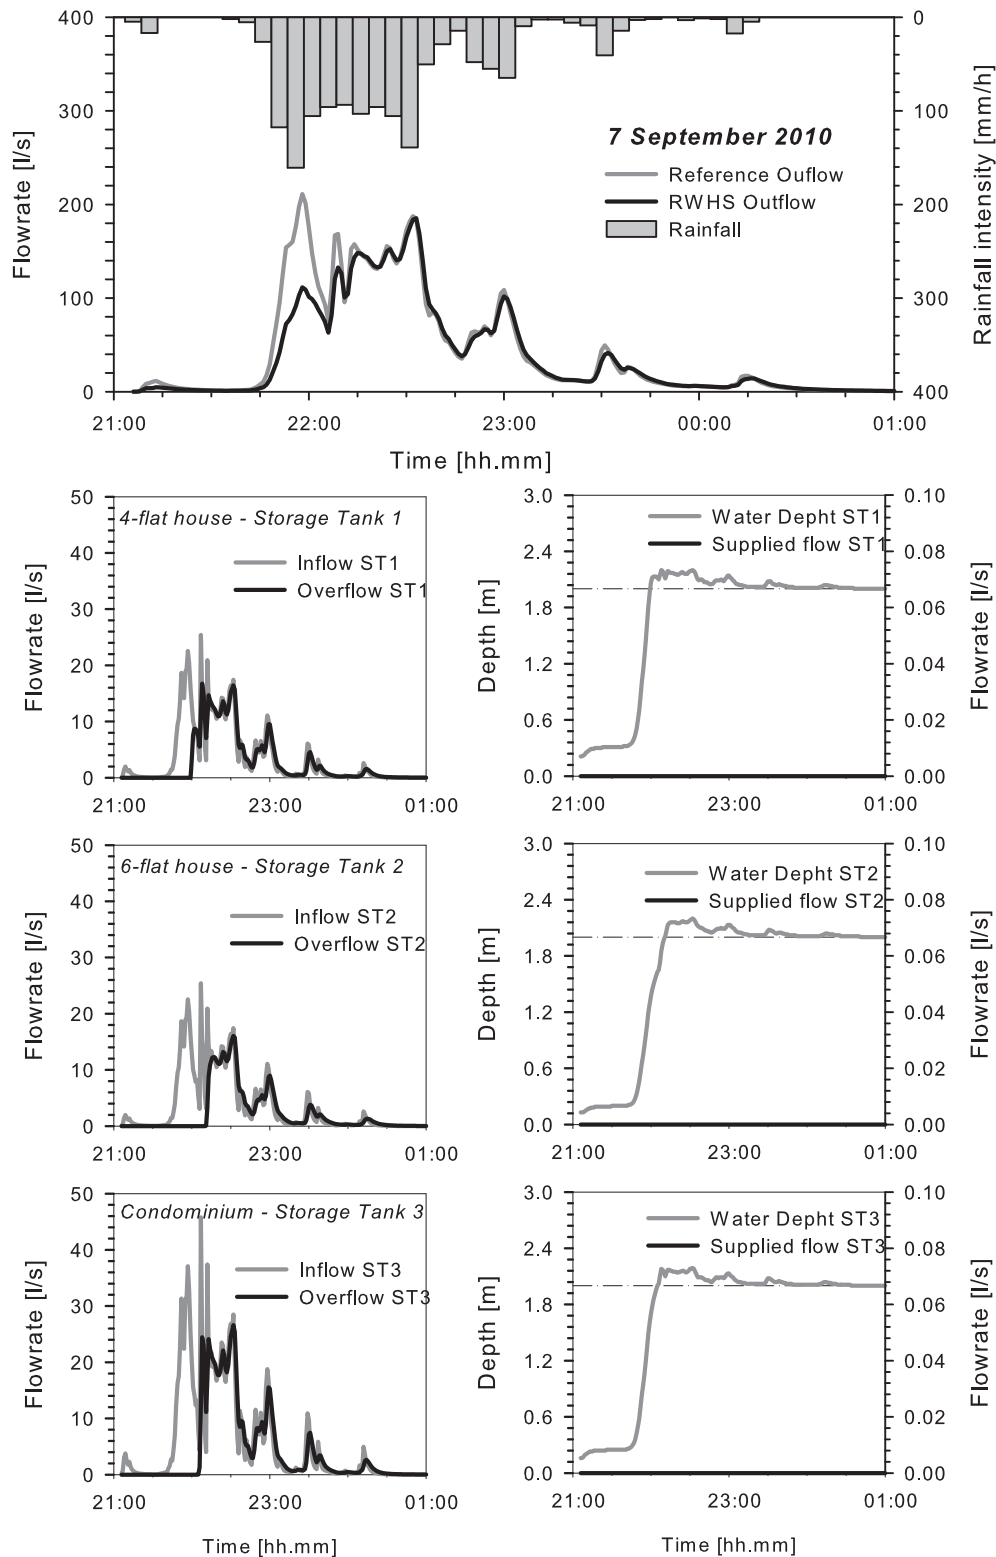 400
300
200
100
0
Flowrate [l/s]
0
100
200
300
400
Rainfall intensity [mm/h]
7 September 2010
Reference Ouflow
RWHS Outflow
Rainfall
21:00
22:00
23:00
00:00
01:00
Time [hh.mm]
50
40
30
20
10
0
Flowrate [l/s]
4-flat house - Storage Tank 1
Inflow ST1
Overflow ST1
21:00
23:00
01:00
3.0
2.4
1.8
1.2
0.6
0.0
Depth [m]
Water Depht ST1
Supplied flow ST1
0.10
0.08
0.06
0.04
0.02
0.00
Flowrate [l/s]
21:00
23:00
01:00
50
40
30
20
10
0
Flowrate [l/s]
6-flat house - Storage Tank 2
Inflow ST2
Overflow ST2
21:00
23:00
01:00
3.0
2.4
1.8
1.2
0.6
0.0
Depth [m]
Water Depht ST2
Supplied flow ST2
0.10
0.08
0.06
0.04
0.02
0.00
Flowrate [l/s]
21:00
23:00
01:00
50
40
30
20
10
0
Flowrate [l/s]
Condominium - Storage Tank 3
Inflow ST3
Overflow ST3
21:00
23:00
01:00
Time [hh.mm]
3.0
2.4
1.8
1.2
0.6
0.0
Depth [m]
Water Depht ST3
Supplied flow ST3
0.10
0.08
0.06
0.04
0.02
0.00
Flowrate [l/s]
21:00
23:00
01:00
Time [hh.mm]